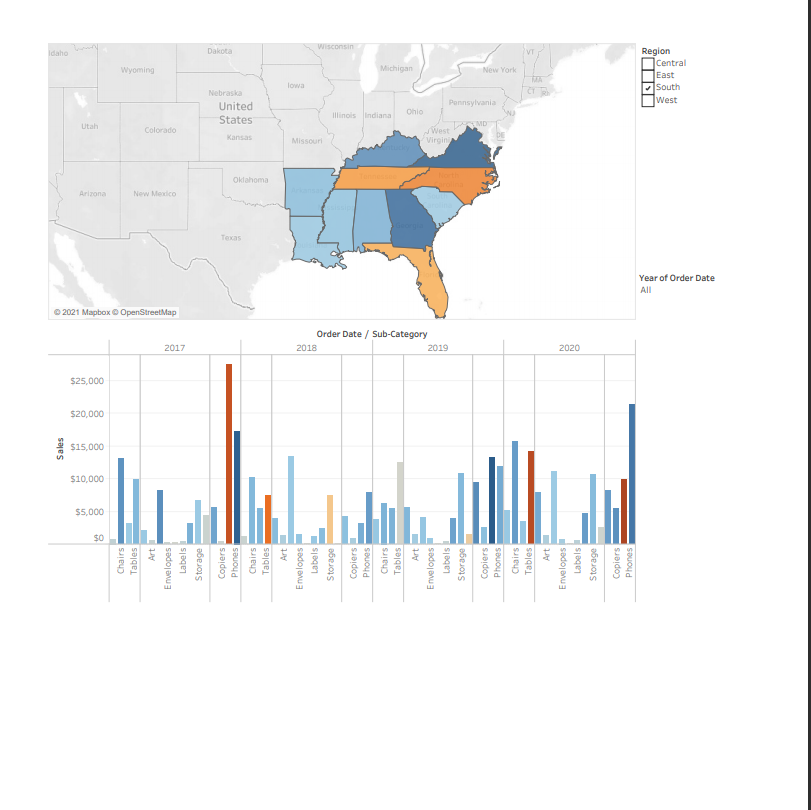 Wisconsin
Dakota
VT
Michigan
New York
Wyoming
Iowa
MA
Nebraska
CT
RI
United
States
Illinois
Indiana
Ohio
Pennsylvania
NJ
Utah
Colorado
Kansas
Missouri
West
Virginia
MD
DE
Arizona
New Mexico
Oklahoma
Texas
Georgia
© 2021 Mapbox © OpenStreetMap
Region
Central
East
South
West
Year of Order Date
All
Order Date / Sub-Category
2017
2018
2019
2020
Sales
$25,000
$20,000
$15,000
$10,000
$5,000
$0
Chairs
Tables
Art
Envelopes
Labels
Storage
Copiers
Phones
Chairs
Tables
Art
Envelopes
Labels
Storage
Copiers
Phones
Chairs
Tables
Art
Envelopes
Labels
Storage
Copiers
Phones
Chairs
Tables
Art
Envelopes
Labels
Storage
Copiers
Phones